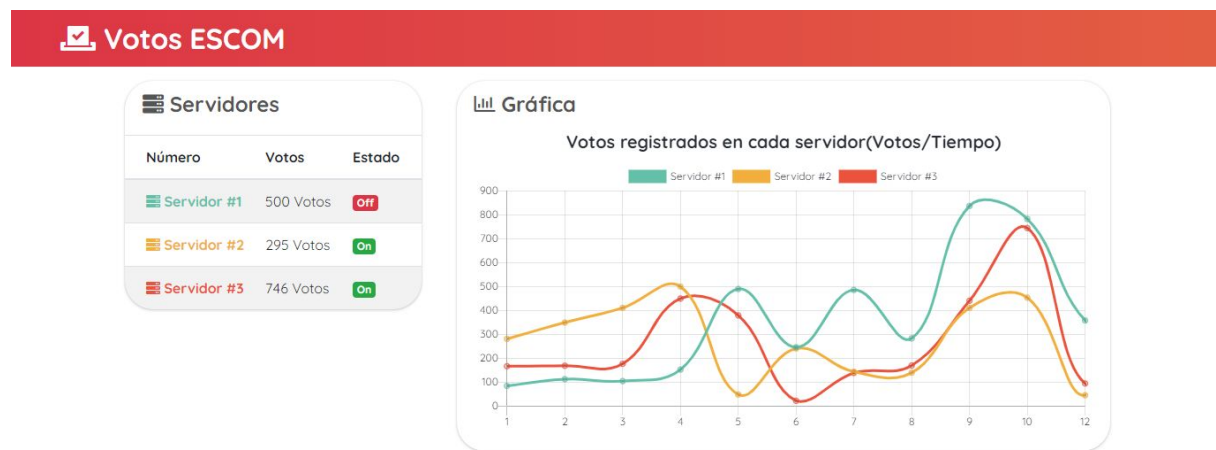 Votos ESCOM
Servidores
Número Votos Estado
Servidor #1 500 Votos Off
Servidor #2 295 Votos On
Servidor #3 746 Votos On
Gráfica
Votos registrados en cada servidor(Votos/Tiempo)
Servidor #1 Servidor #2 Servidor #3
900
800
700
600
500
400
300
200
100
0
1 2 3 4 5 6 7 8 9 10 12